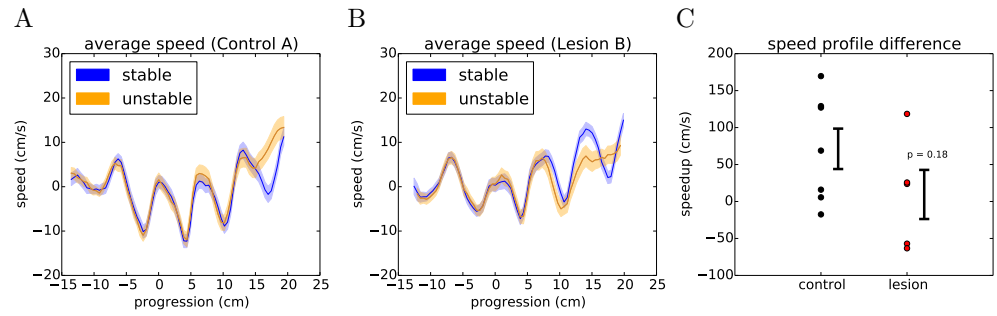 A
average speed (Control A)
stable
unstable
speed (cm/s)
30
20
10
0
−10
−20
−15
−10
−5
0
5
10
15
20
25
progression (cm)
B
average speed (Lesion B)
stable
unstable
speed (cm/s)
30
20
10
0
−10
−20
−15
−10
−5
0
5
10
15
20
25
progression (cm)
C
speed profile difference
speedup (cm/s)
200
150
100
50
0
−50
−100
p = 0.18
control
lesion